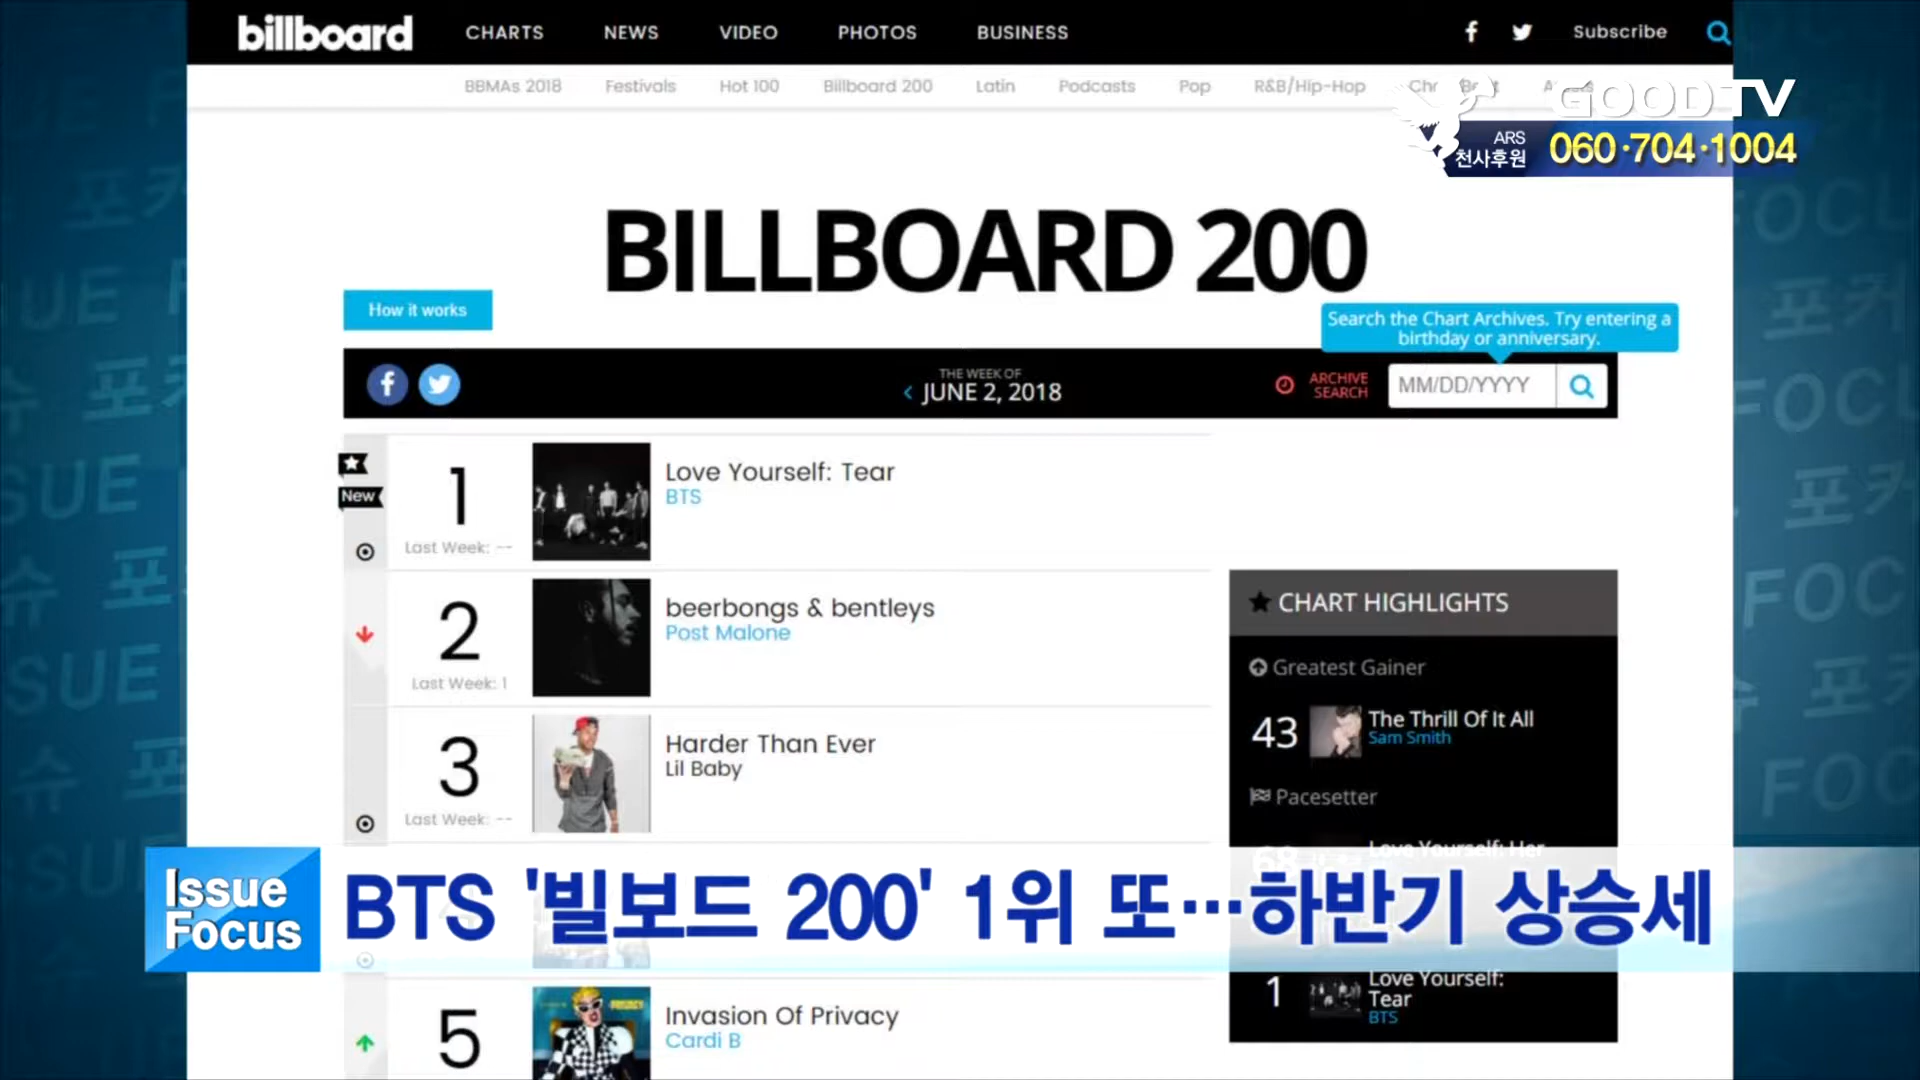 billboard CHARTS NEWS VIDEO PHOTOS BUSINESS Subscribe
BBMAs 2018 Festivals Hot 100 Billboard 200 Latin Podcasts Pop R&B/Hip-Hop
GOODTV
ARS
천사후원 060·704·1004
BILLBOARD 200
How it works
Search the Chart Archives. Try entering a
birthday or anniversary.
THE WEEK OF
JUNE 2, 2018
ARCHIVE
SEARCH
MM/DD/YYYY
New
1
Last Week: --
Love Yourself: Tear
BTS
2
Last Week: 1
beerbongs & bentleys
Post Malone
3
Last Week: --
Harder Than Ever
Lil Baby
5
Invasion Of Privacy
Cardi B
CHART HIGHLIGHTS
Greatest Gainer
43
The Thrill Of It All
Sam Smith
Pacesetter
68
Love Yourself: Her
1
Love Yourself:
Tear
BTS
Issue
Focus
BTS '빌보드 200' 1위 또…하반기 상승세